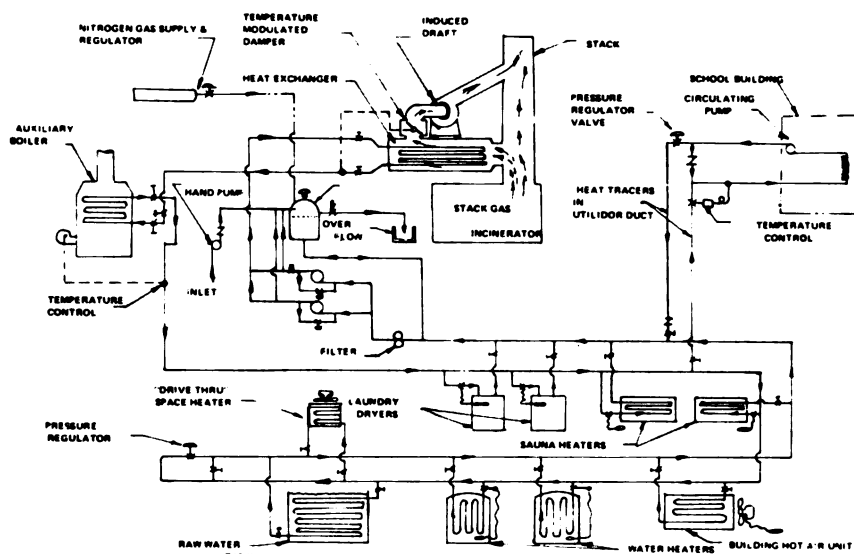 NITROGEN GAS SUPPLY &
REGULATOR
TEMPERATURE
MODULATED
DAMPER
INDUCED
DRAFT
STACK
HEAT EXCHANGER
SCHOOL BUILDING
PRESSURE
REGULATOR
VALVE
CIRCULATING
PUMP
AUXILIARY
BOILER
HAND PUMP
STACK GAS
INCINERATOR
HEAT TRACERS
IN
UTILIDOR DUCT
OVER
FLOW
TEMPERATURE
CONTROL
TEMPERATURE
CONTROL
INLET
FILTER
"DRIVE THRU"
SPACE HEATER
LAUNDRY
DRYERS
PRESSURE
REGULATOR
SAUNA HEATERS
RAW WATER
WATER HEATERS
BUILDING HOT AIR UNIT